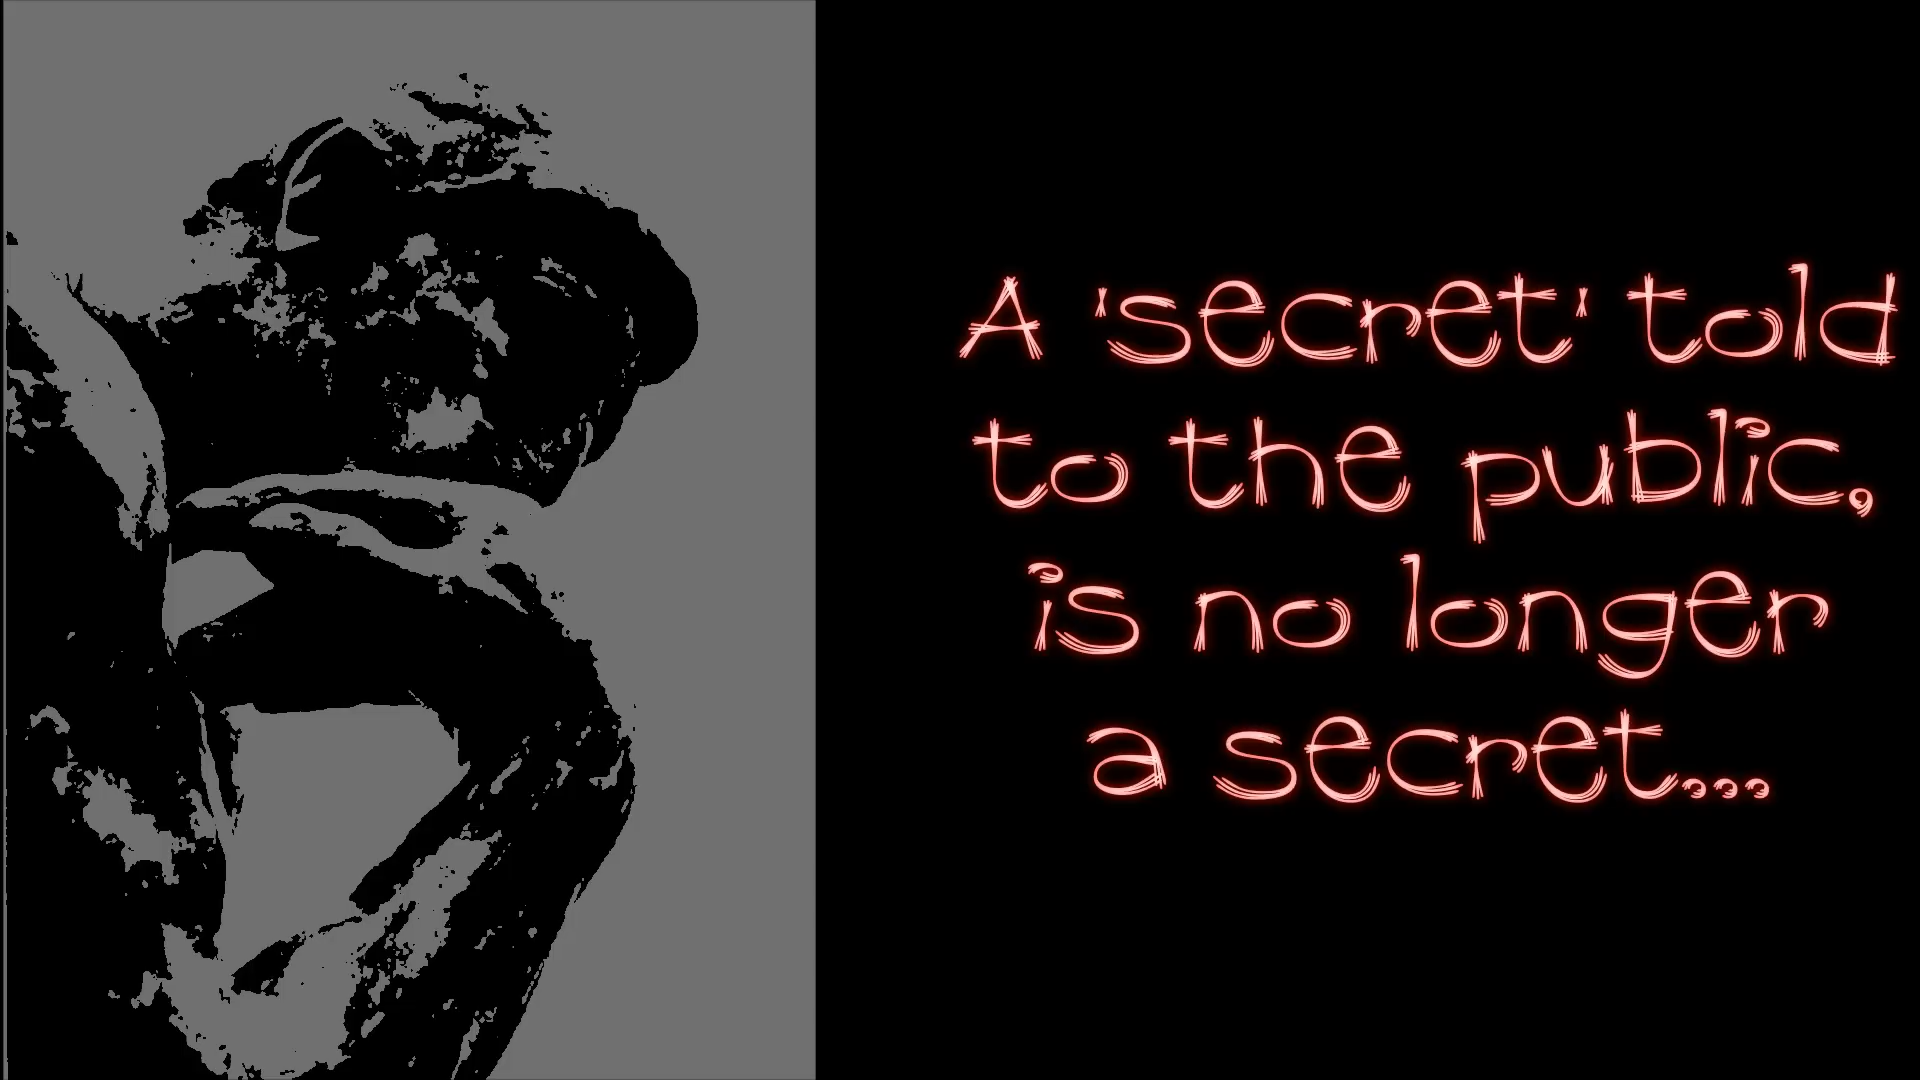 A 'secret' told
to the public,
is no longer
a secret...